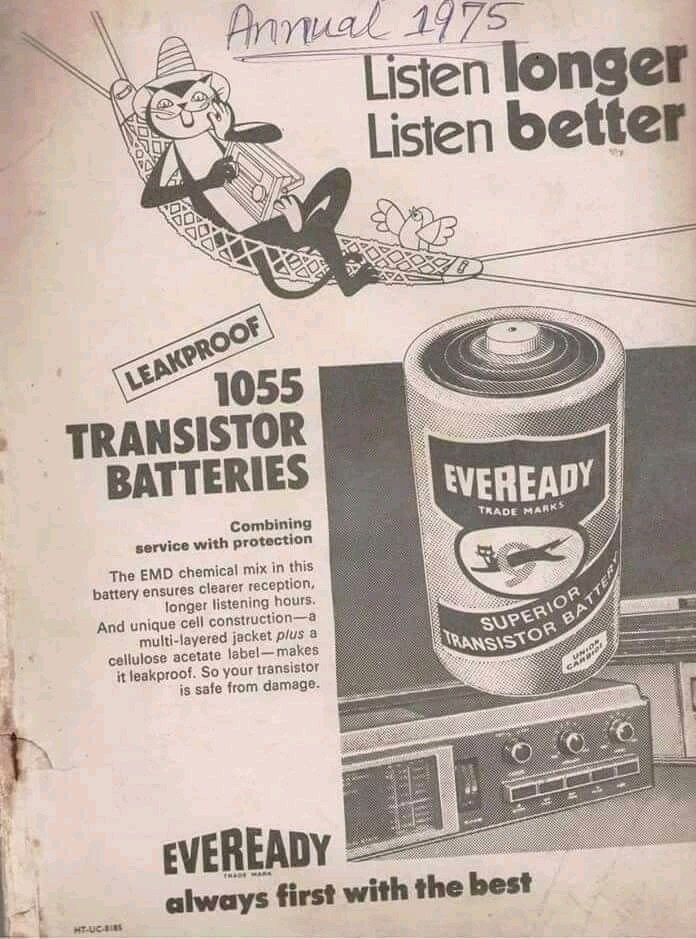 Annual 1975
Listen longer
Listen better
LEAKPROOF
1055
TRANSISTOR
BATTERIES
Combining
service with protection
The EMD chemical mix in this
battery ensures clearer reception,
longer listening hours.
And unique cell construction—a
multi-layered jacket plus a
cellulose acetate label—makes
it leakproof. So your transistor
is safe from damage.
EVEREADY
TRADE MARKS
9
SUPERIOR
TRANSISTOR BATTERY
UNION
CARBIDE
EVEREADY
TRADE MARK
always first with the best